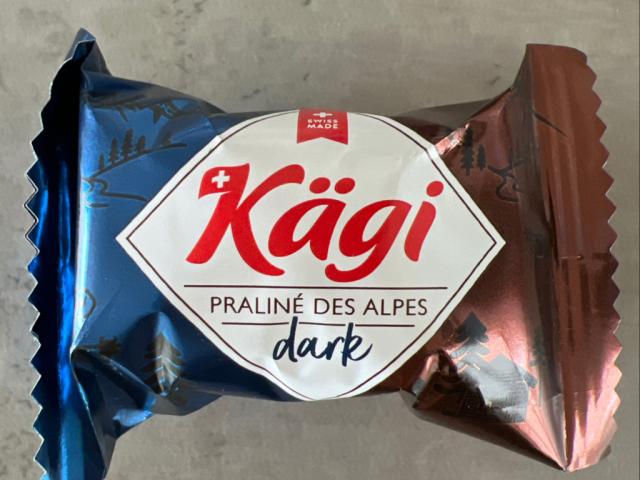 SWISS
MADE
Kägi
PRALINÉ DES ALPES
dark